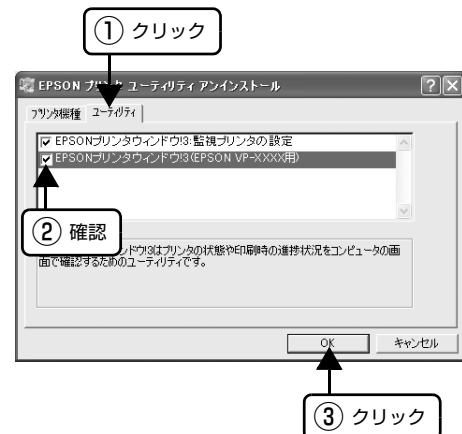 ① クリック
EPSON プリンタ ユーティリティ アンインストール
プリンタ機種 ユーティリティ
EPSONプリンタウィンドウ!3:監視プリンタの設定
EPSONプリンタウィンドウ!3(EPSON VP-XXXX用)
② 確認
ンドウ!3はプリンタの状態や印刷時の進捗状況をコンピュータの画
面で確認するためのユーティリティです。
OK キャンセル
③ クリック